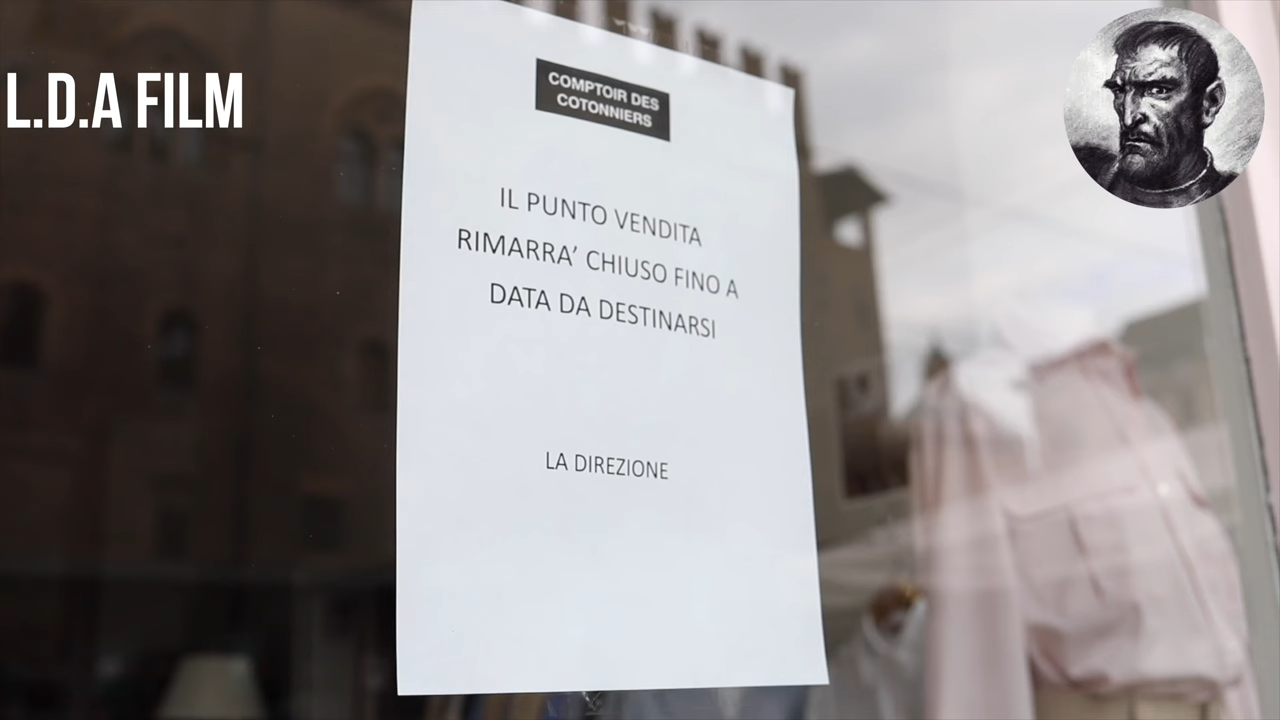 L.D.A FILM
COMPTOIR DES
COTONNIERS
IL PUNTO VENDITA
RIMARRA’ CHIUSO FINO A
DATA DA DESTINARSI
LA DIREZIONE